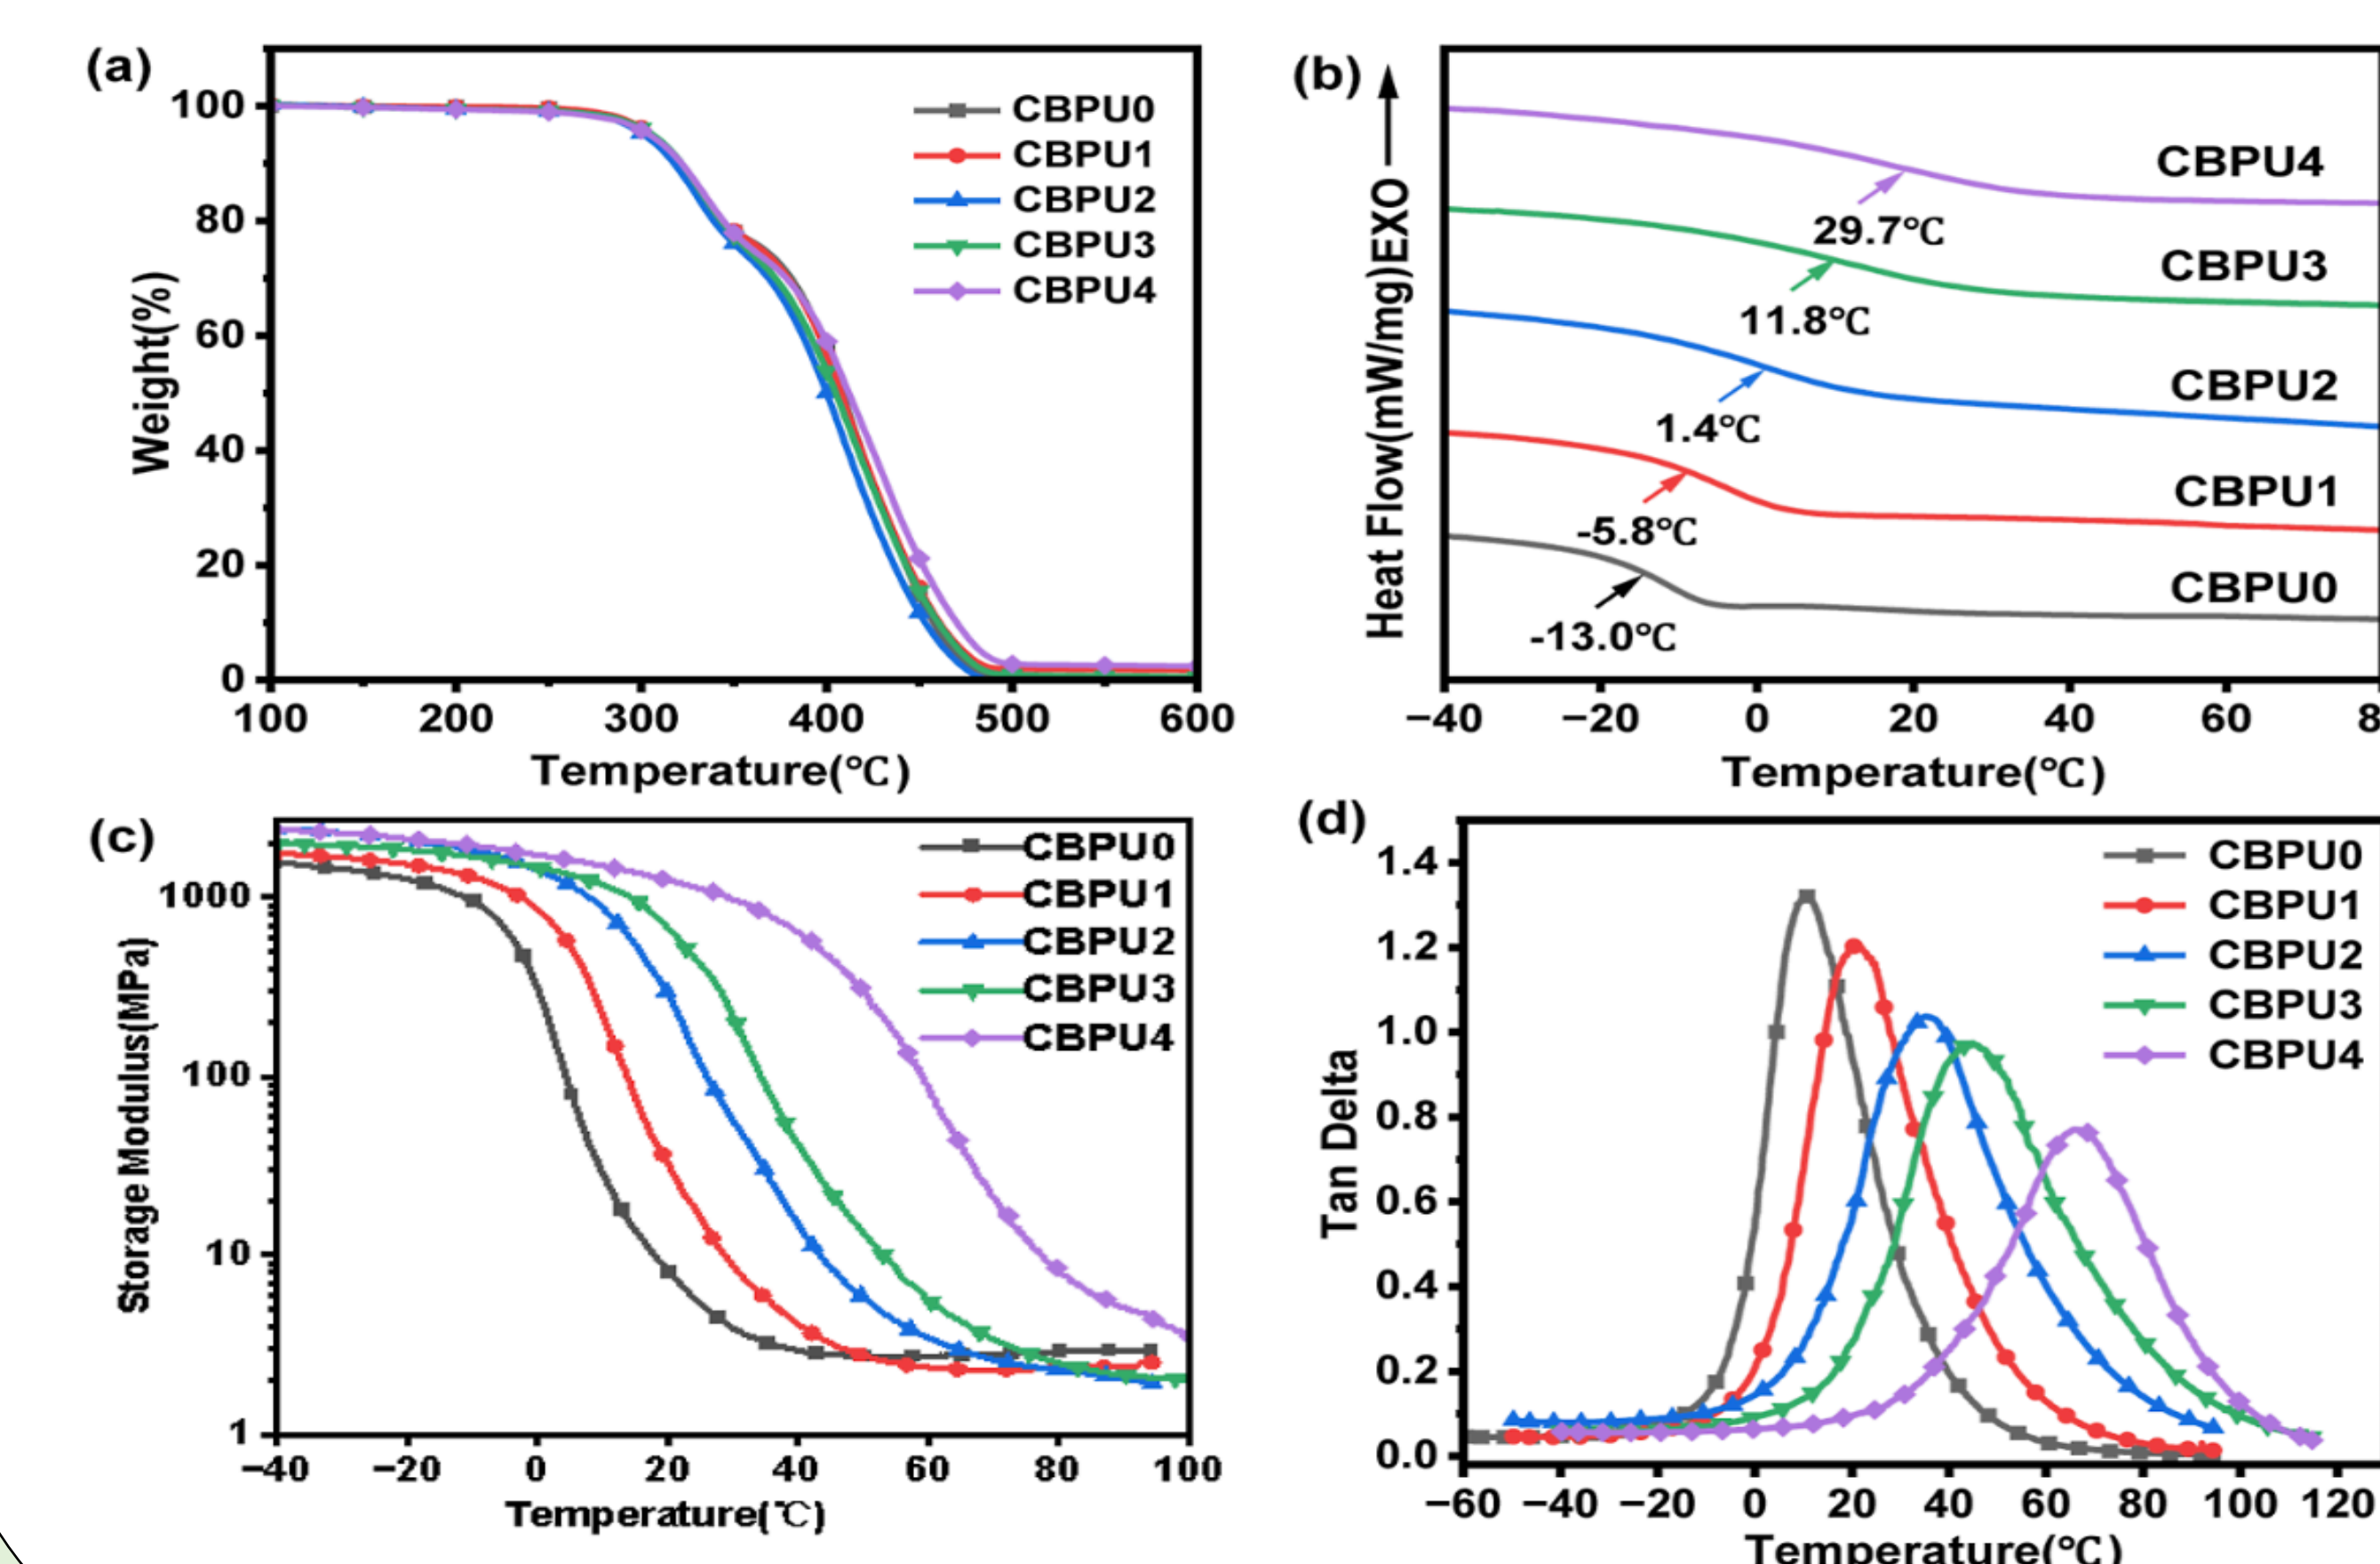 (a)
100
80
60
40
20
0
Weight(%)
CBPU0
CBPU1
CBPU2
CBPU3
CBPU4
100 200 300 400 500 600
Temperature(℃)
(b)
Heat Flow(mW/mg)EXO
CBPU4
29.7℃
CBPU3
11.8℃
CBPU2
1.4℃
CBPU1
-5.8℃
CBPU0
-13.0℃
−40 −20 0 20 40 60 8
Temperature(℃)
(c)
1000
100
10
1
Storage Modulus(MPa)
CBPU0
CBPU1
CBPU2
CBPU3
CBPU4
−40 −20 0 20 40 60 80 100
Temperature(℃)
(d)
1.4
1.2
1.0
0.8
0.6
0.4
0.2
0.0
Tan Delta
CBPU0
CBPU1
CBPU2
CBPU3
CBPU4
−60 −40 −20 0 20 40 60 80 100 120
Temperature(℃)